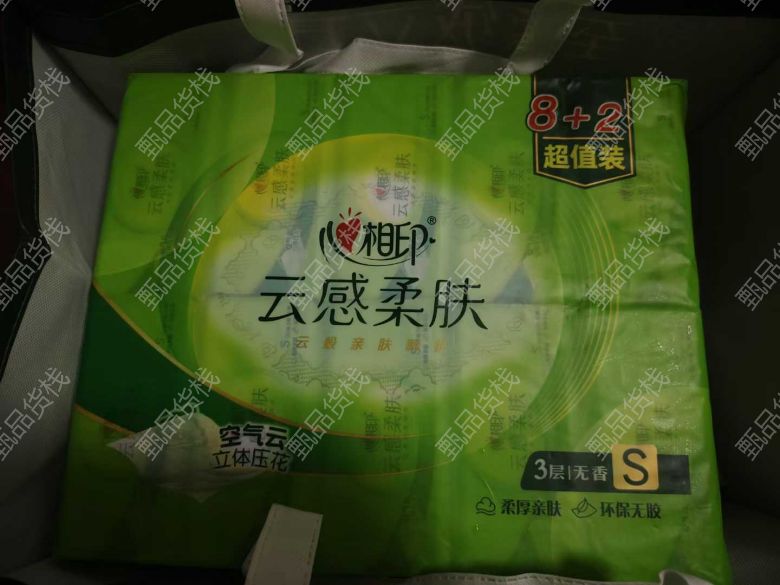 8+2
超值装
心相印®
云感柔肤
3层|无香 S
空气云
立体压花
柔厚亲肤 环保无胶
甄品货栈